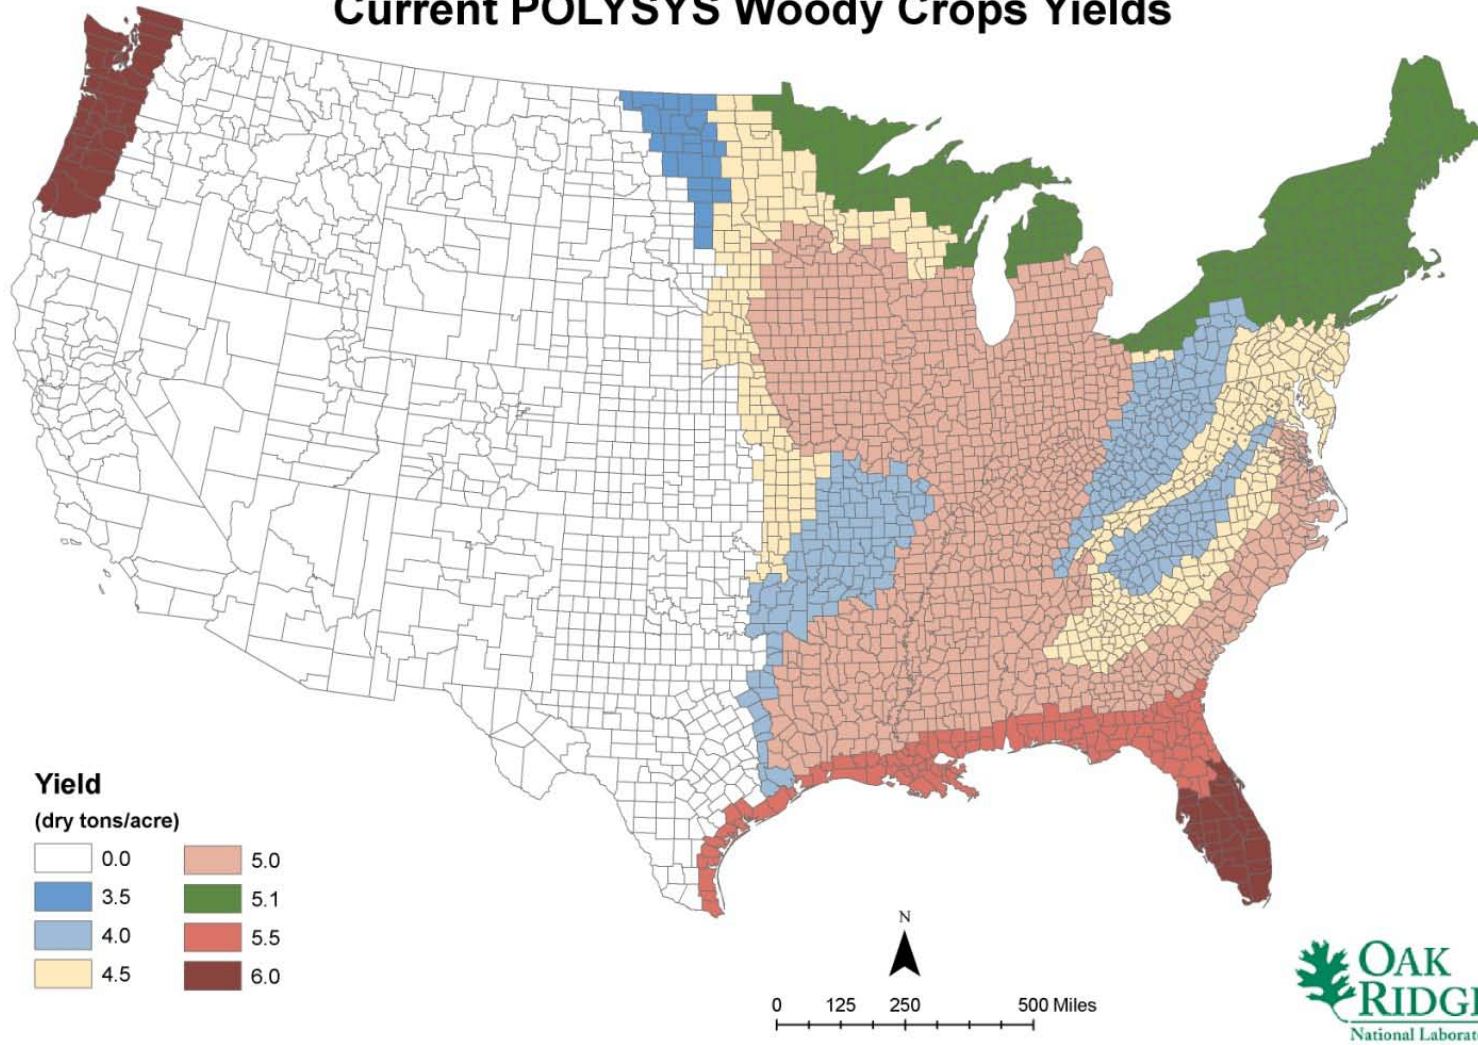 Current POLYSYS Woody Crops Yields
Yield
(dry tons/acre)
0.0
3.5
4.0
4.5
5.0
5.1
5.5
6.0
N
0 125 250 500 Miles
OAK
RIDGE
National Laborat